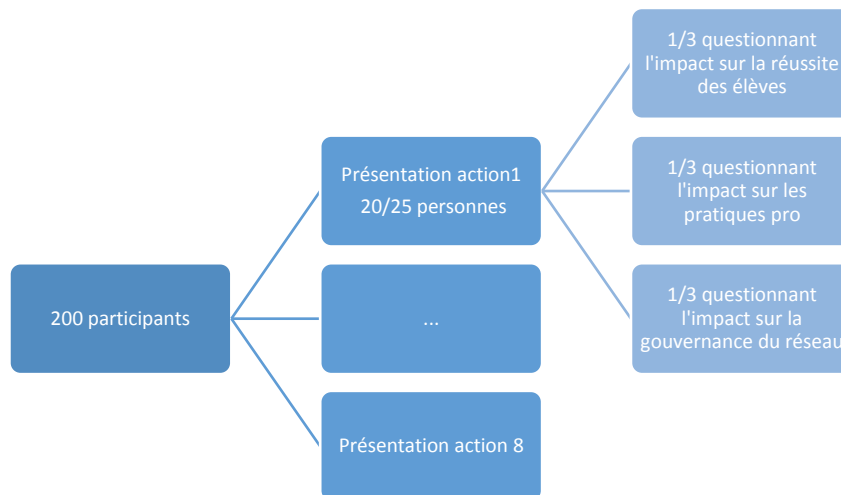 200 participants
Présentation action1
20/25 personnes
...
Présentation action 8
1/3 questionnant
l'impact sur la réussite
des élèves
1/3 questionnant
l'impact sur les
pratiques pro
1/3 questionnant
l'impact sur la
gouvernance du réseau